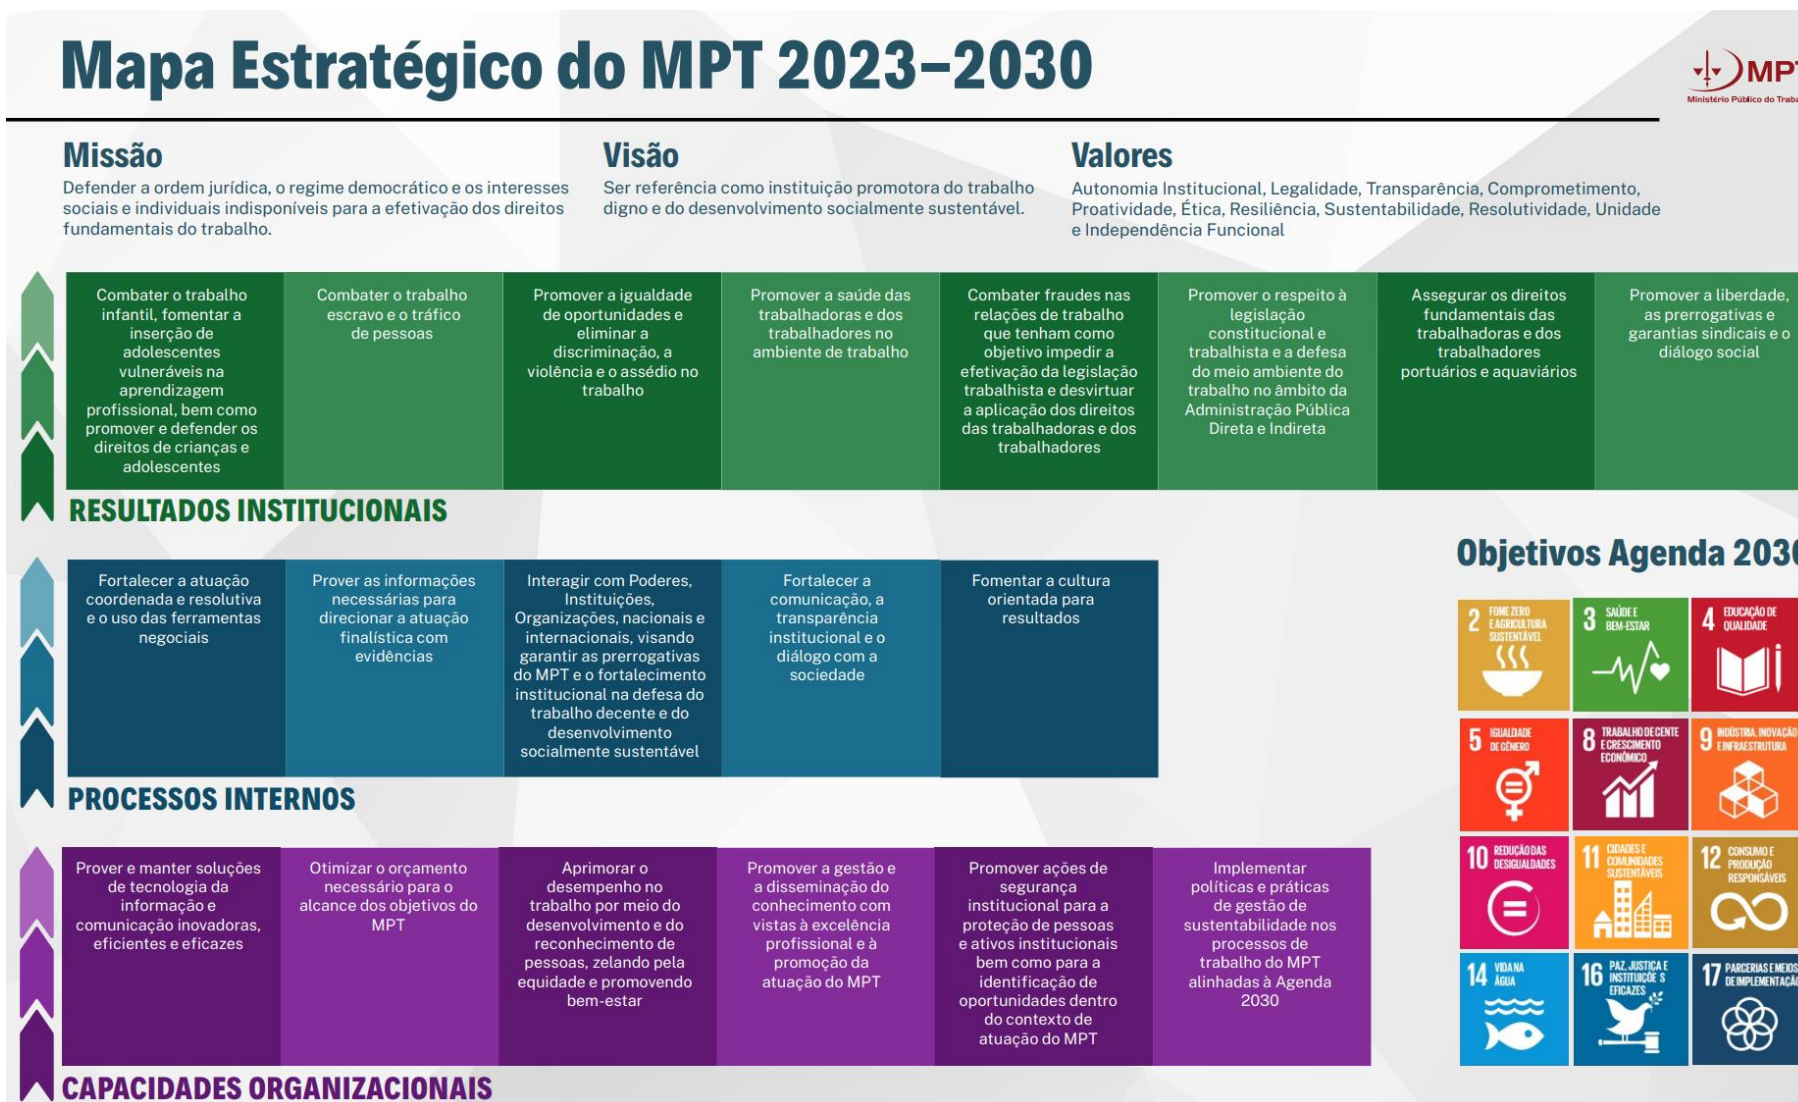 Mapa Estratégico do MPT 2023–2030
MPT
Ministério Público do Traba
Missão
Defender a ordem jurídica, o regime democrático e os interesses
sociais e individuais indisponíveis para a efetivação dos direitos
fundamentais do trabalho.
Visão
Ser referência como instituição promotora do trabalho
digno e do desenvolvimento socialmente sustentável.
Valores
Autonomia Institucional, Legalidade, Transparência, Comprometimento,
Proatividade, Ética, Resiliência, Sustentabilidade, Resolutividade, Unidade
e Independência Funcional
Combater o trabalho
infantil, fomentar a
inserção de
adolescentes
vulneráveis na
aprendizagem
profissional, bem como
promover e defender os
direitos de crianças e
adolescentes
Combater o trabalho
escravo e o tráfico
de pessoas
Promover a igualdade
de oportunidades e
eliminar a
discriminação, a
violência e o assédio no
trabalho
Promover a saúde das
trabalhadoras e dos
trabalhadores no
ambiente de trabalho
Combater fraudes nas
relações de trabalho
que tenham como
objetivo impedir a
efetivação da legislação
trabalhista e desvirtuar
a aplicação dos direitos
das trabalhadoras e dos
trabalhadores
Promover o respeito à
legislação
constitucional e
trabalhista e a defesa
do meio ambiente do
trabalho no âmbito da
Administração Pública
Direta e Indireta
Assegurar os direitos
fundamentais das
trabalhadoras e dos
trabalhadores
portuários e aquaviários
Promover a liberdade,
as prerrogativas e
garantias sindicais e o
diálogo social
RESULTADOS INSTITUCIONAIS
Fortalecer a atuação
coordenada e resolutiva
e o uso das ferramentas
negociais
Prover as informações
necessárias para
direcionar a atuação
finalística com
evidências
Interagir com Poderes,
Instituições,
Organizações, nacionais e
internacionais, visando
garantir as prerrogativas
do MPT e o fortalecimento
institucional na defesa do
trabalho decente e do
desenvolvimento
socialmente sustentável
Fortalecer a
comunicação, a
transparência
institucional e o
diálogo com a
sociedade
Fomentar a cultura
orientada para
resultados
PROCESSOS INTERNOS
Prover e manter soluções
de tecnologia da
informação e
comunicação inovadoras,
eficientes e eficazes
Otimizar o orçamento
necessário para o
alcance dos objetivos do
MPT
Aprimorar o
desempenho no
trabalho por meio do
desenvolvimento e do
reconhecimento de
pessoas, zelando pela
equidade e promovendo
bem-estar
Promover a gestão e
a disseminação do
conhecimento com
vistas à excelência
profissional e à
promoção da
atuação do MPT
Promover ações de
segurança
institucional para a
proteção de pessoas
e ativos institucionais
bem como para a
identificação de
oportunidades dentro
do contexto de
atuação do MPT
Implementar
políticas e práticas
de gestão de
sustentabilidade nos
processos de
trabalho do MPT
alinhadas à Agenda
2030
CAPACIDADES ORGANIZACIONAIS
Objetivos Agenda 2030
2 FOME ZERO
E AGRICULTURA
SUSTENTÁVEL
3 SAÚDE E
BEM-ESTAR
4 EDUCAÇÃO DE
QUALIDADE
5 IGUALDADE
DE GÊNERO
8 TRABALHO DECENTE
E CRESCIMENTO
ECONÔMICO
9 INDÚSTRIA, INOVAÇÃO
E INFRAESTRUTURA
10 REDUÇÃO DAS
DESIGUALDADES
11 CIDADES E
COMUNIDADES
SUSTENTÁVEIS
12 CONSUMO E
PRODUÇÃO
RESPONSÁVEIS
14 VIDA NA
ÁGUA
16 PAZ, JUSTIÇA E
INSTITUIÇÕE S
EFICAZES
17 PARCERIAS E MEIOS
DE IMPLEMENTAÇÃO